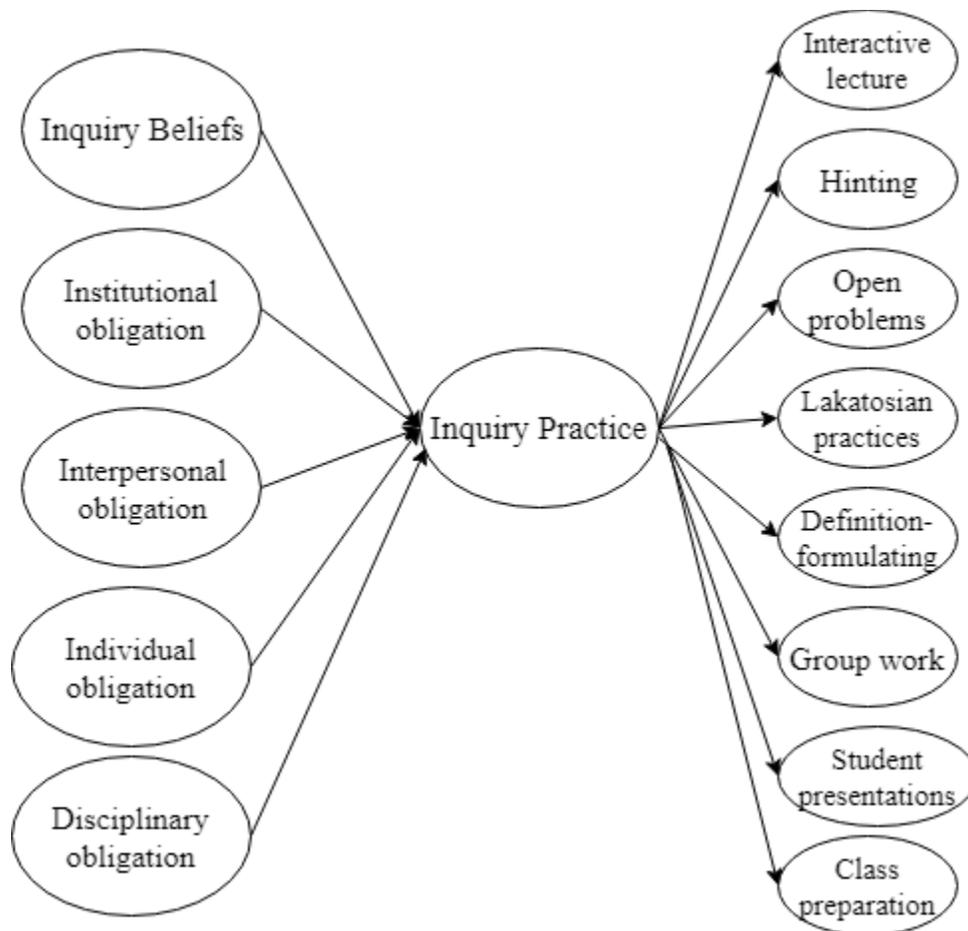 Inquiry Beliefs
Institutional
obligation
Interpersonal
obligation
Individual
obligation
Disciplinary
obligation
Inquiry Practice
Interactive
lecture
Hinting
Open
problems
Lakatosian
practices
Definition-
formulating
Group work
Student
presentations
Class
preparation